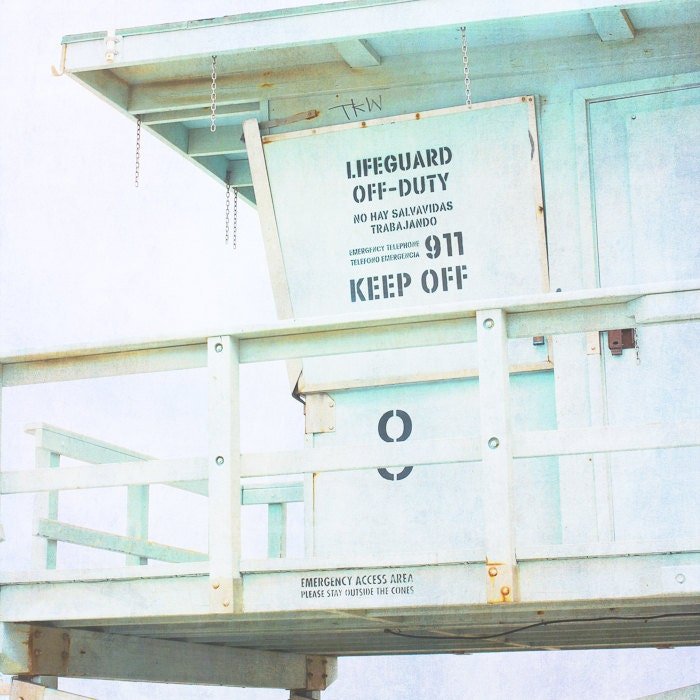 TKW
LIFEGUARD
OFF-DUTY
NO HAY SALVAVIDAS
TRABAJANDO
EMERGENCY TELEPHONE 911
TELEFONO EMERGENCIA
KEEP OFF
EMERGENCY ACCESS AREA
PLEASE STAY OUTSIDE THE CONES